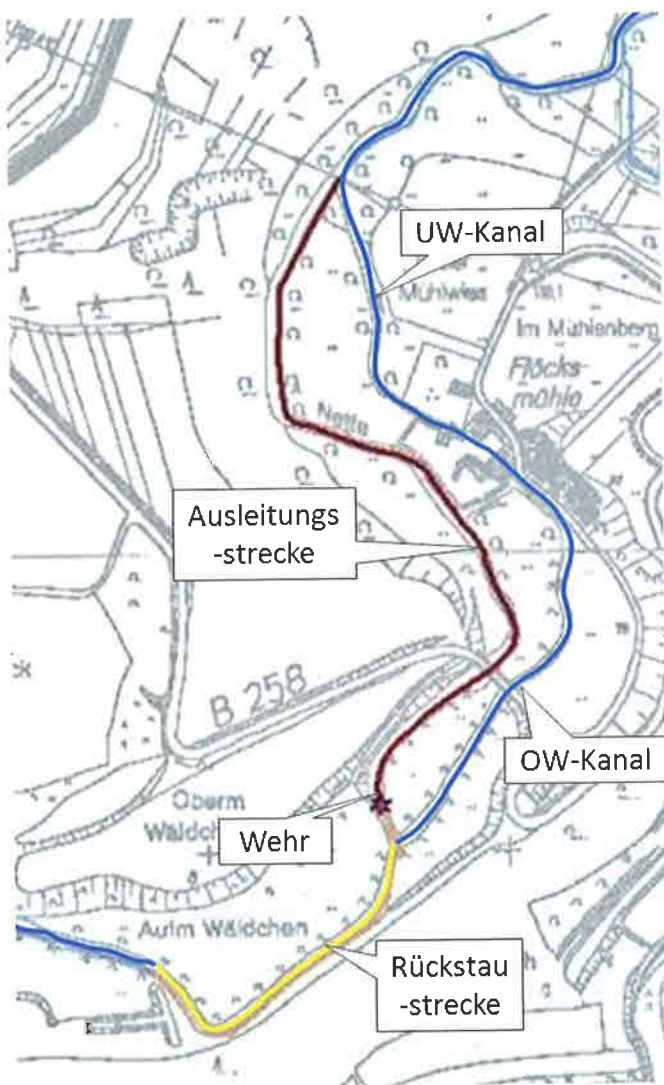 UW-Kanal
Mühlwies
Im Mühlenberg
Flöcks-
mühle
Nette
Ausleitungs
-strecke
B 258
OW-Kanal
Oberm
Wehr
Aufm Wäldchen
Rückstau
-strecke